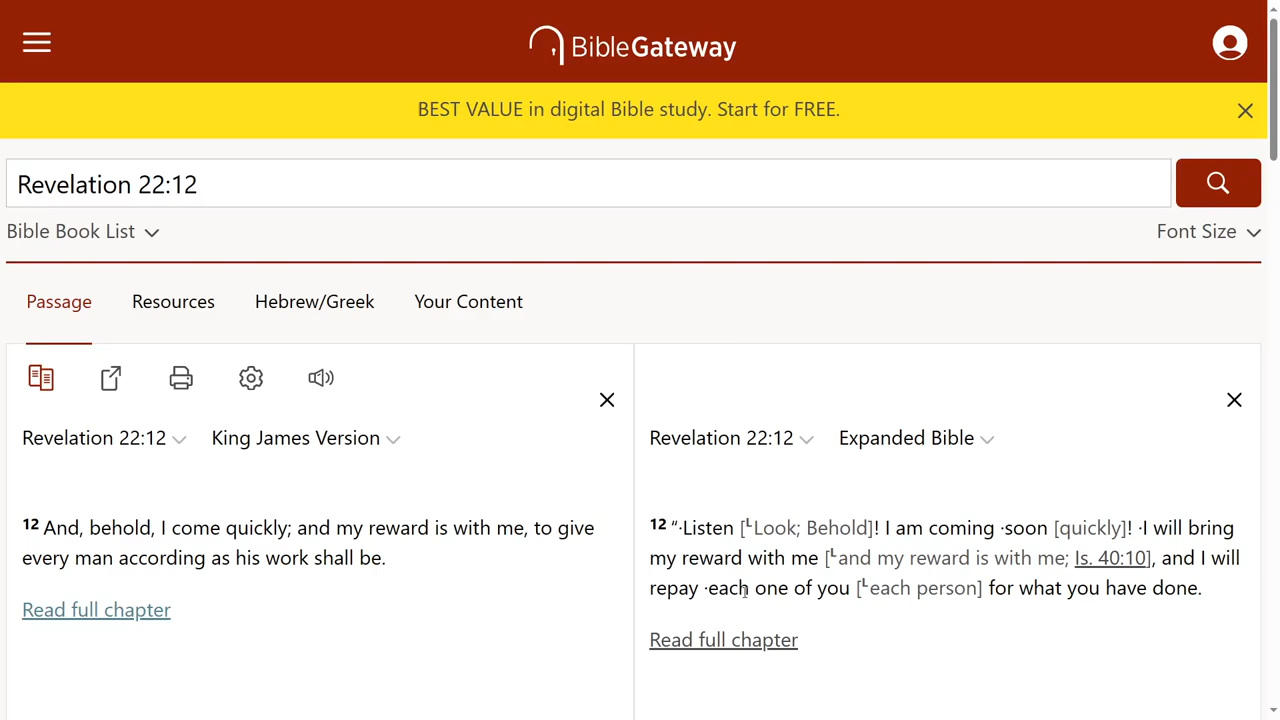 BibleGateway
BEST VALUE in digital Bible study. Start for FREE.
Revelation 22:12
Bible Book List
Font Size
Passage Resources Hebrew/Greek Your Content
Revelation 22:12 King James Version
12 And, behold, I come quickly; and my reward is with me, to give
every man according as his work shall be.
Read full chapter
Revelation 22:12 Expanded Bible
12 “·Listen [ᴸLook; Behold]! I am coming ·soon [quickly]! ·I will bring
my reward with me [ᴸand my reward is with me; Is. 40:10], and I will
repay ·each one of you [ᴸeach person] for what you have done.
Read full chapter